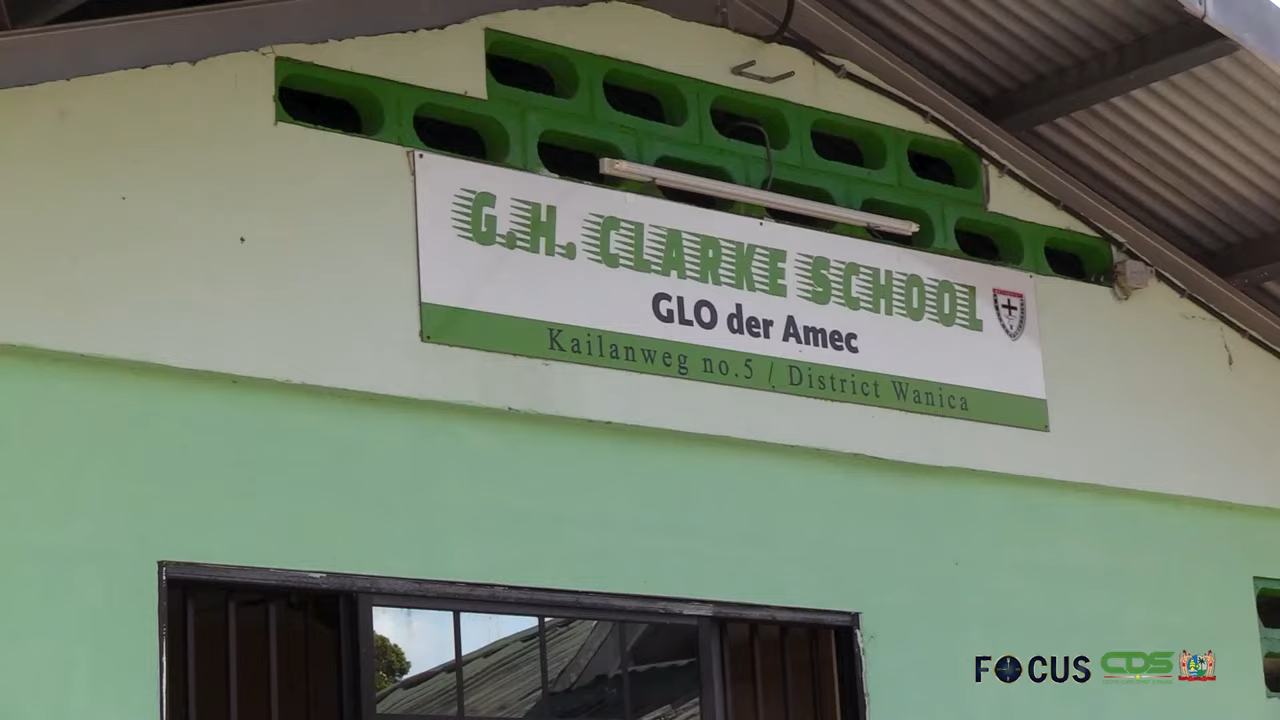 G.H. CLARKE SCHOOL
GLO der Amec
Kailanweg no.5 / District Wanica
FOCUS CDS